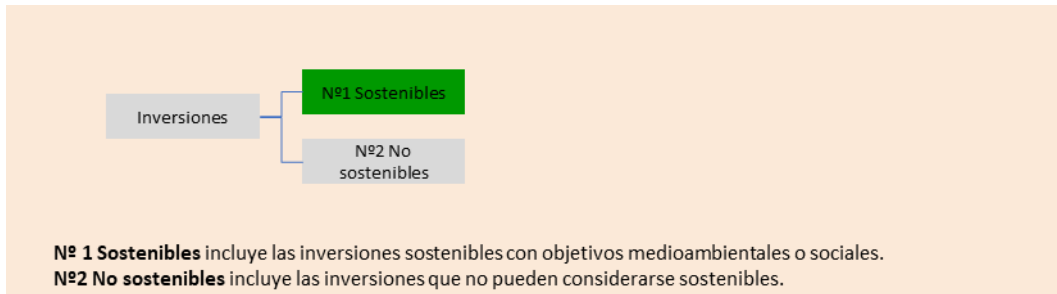 Nº1 Sostenibles
Inversiones
Nº2 No
sostenibles
Nº 1 Sostenibles incluye las inversiones sostenibles con objetivos medioambientales o sociales.
Nº2 No sostenibles incluye las inversiones que no pueden considerarse sostenibles.